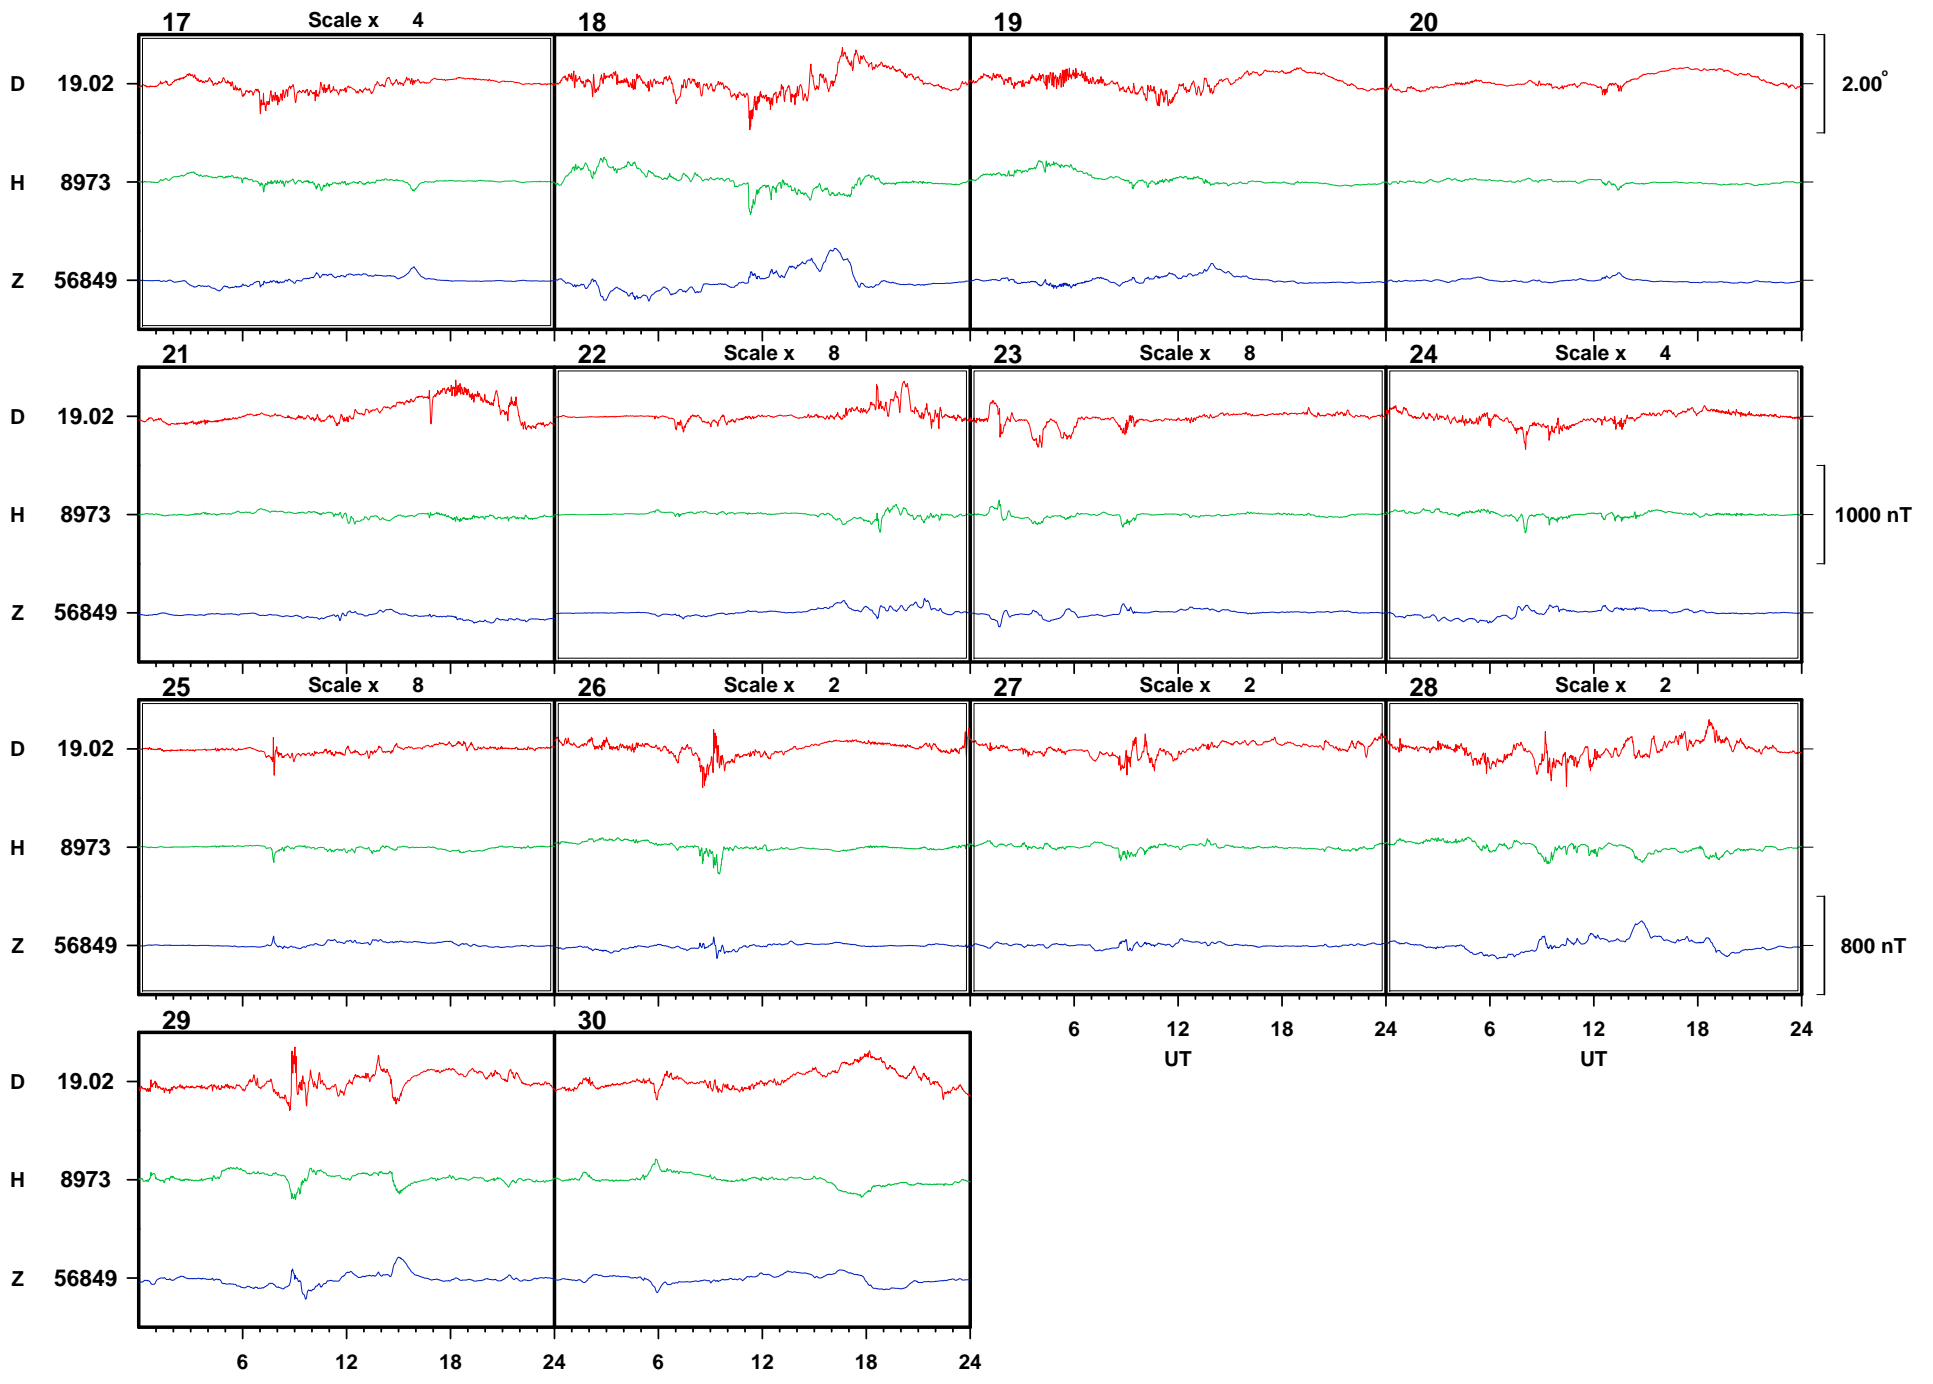 17 Scale x 4 18 19 20
D 19.02 2.00°
H 8973
Z 56849
21 22 Scale x 8 23 Scale x 8 24 Scale x 4
D 19.02
H 8973 1000 nT
Z 56849
25 Scale x 8 26 Scale x 2 27 Scale x 2 28 Scale x 2
D 19.02
H 8973
Z 56849 800 nT
29 30 6 12 18 24 6 12 18 24
UT UT
D 19.02
H 8973
Z 56849
6 12 18 24 6 12 18 24